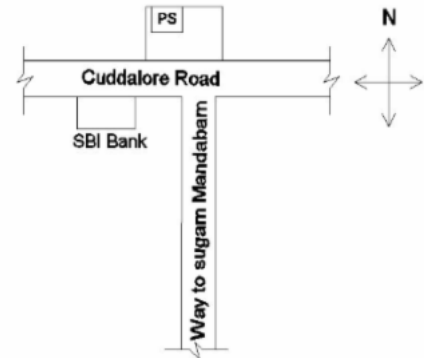 PS
N
Cuddalore Road
SBI Bank
Way to sugam Mandabam